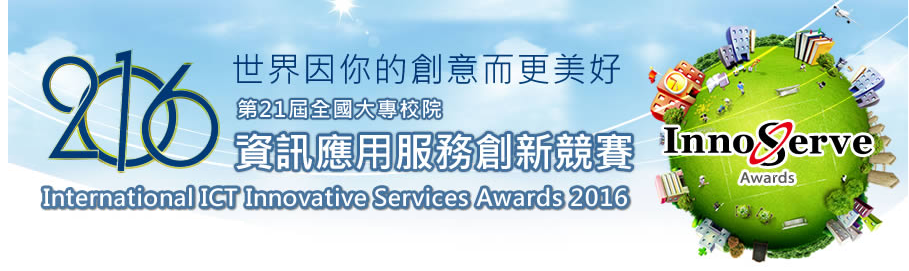 2016
世界因你的創意而更美好
第21屆全國大專校院
資訊應用服務創新競賽
International ICT Innovative Services Awards 2016
InnoServe
Awards